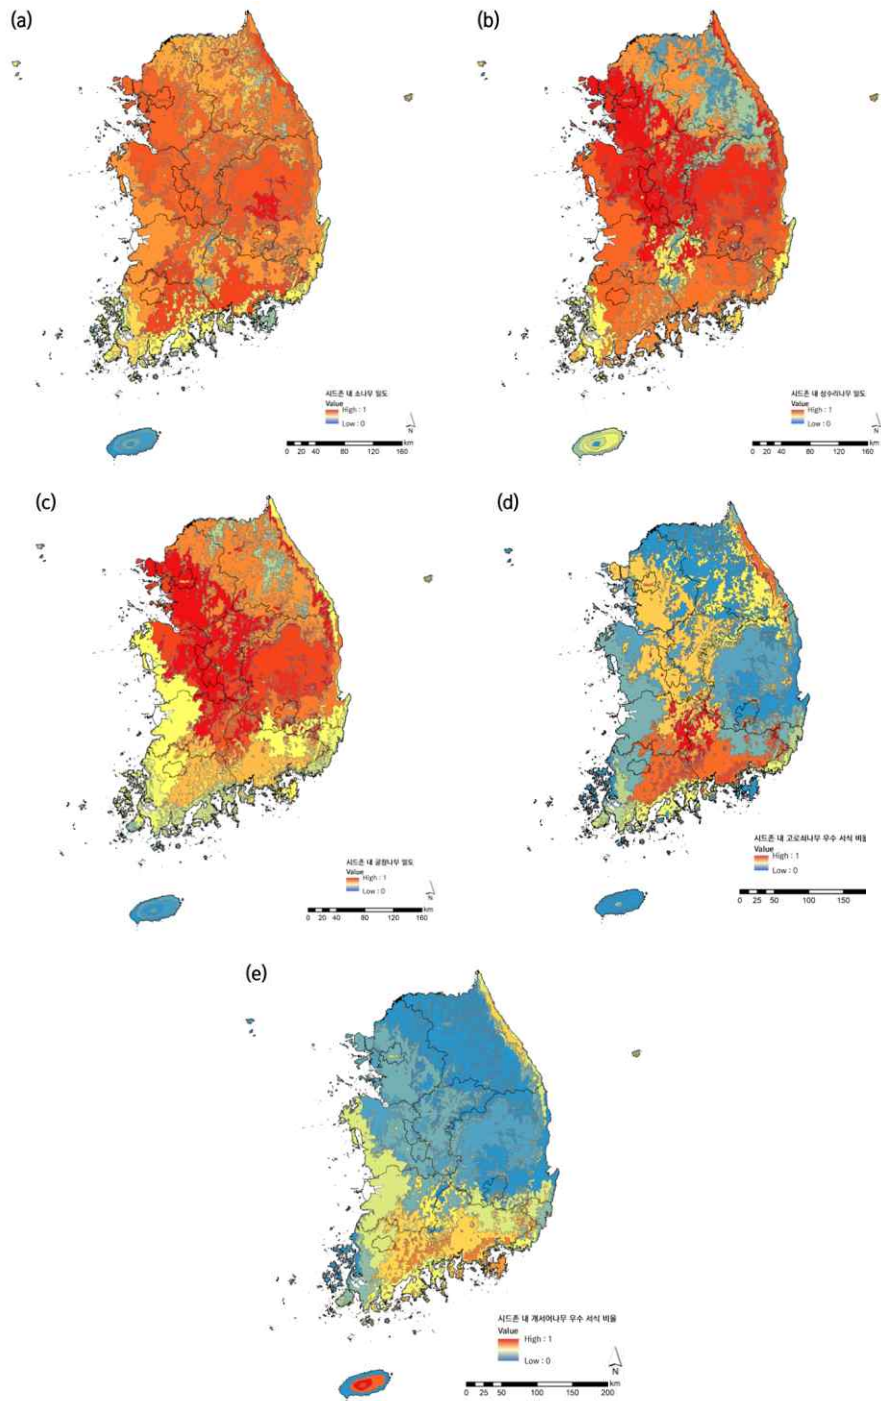 (a)
(b)
시드존 내 소나무 밀도
Value
High : 1
Low : 0
N
km
0 20 40 80 120 160
시드존 내 상수리나무 밀도
Value
High : 1
Low : 0
N
km
0 20 40 80 120 160
(c)
(d)
시드존 내 굴참나무 밀도
Value
High : 1
Low : 0
N
km
0 20 40 80 120 160
시드존 내 고로쇠나무 우수 서식 비율
Value
High : 1
Low : 0
0 25 50 100 150
(e)
시드존 내 개서어나무 우수 서식 비율
Value
High : 1
Low : 0
N
km
0 25 50 100 150 200